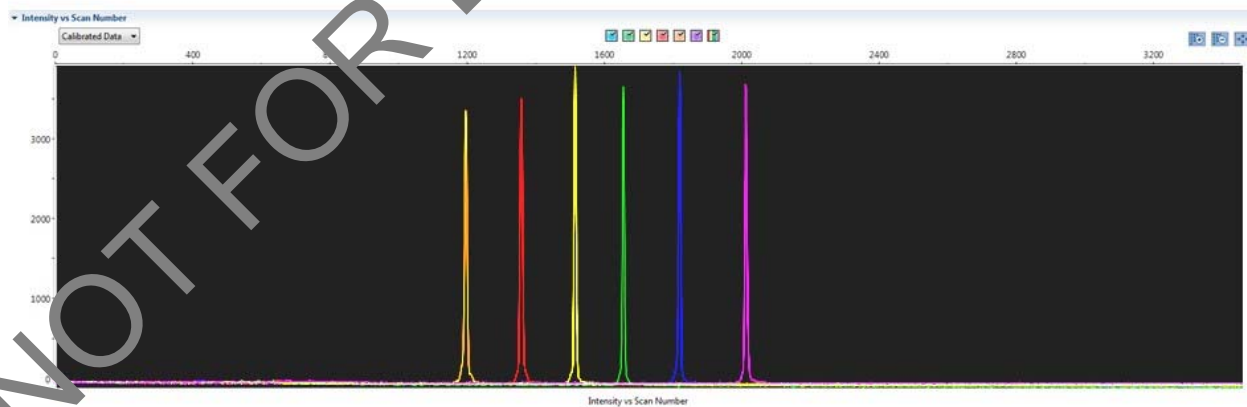 Intensity vs Scan Number
Calibrated Data
0 400 1200 1600 2000 2400 2800 3200
3000
2000
1000
0
Intensity vs Scan Number
NOT FOR